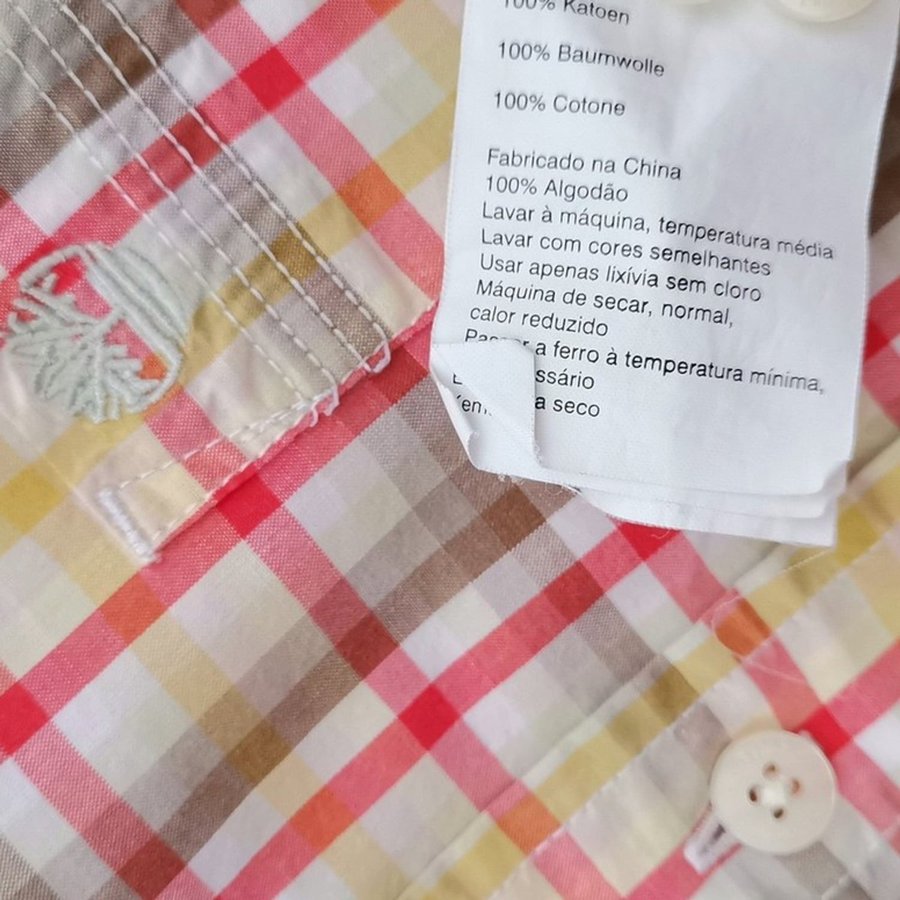 100% Katoen
100% Baumwolle
100% Cotone
Fabricado na China
100% Algodão
Lavar à máquina, temperatura média
Lavar com cores semelhantes
Usar apenas lixívia sem cloro
Máquina de secar, normal,
calor reduzido
a ferro à temperatura mínima,
ssário
a seco